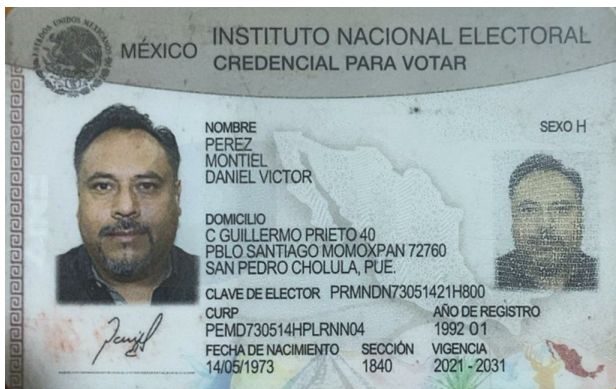 ESTADOS UNIDOS MEXICANOS
MÉXICO INSTITUTO NACIONAL ELECTORAL
CREDENCIAL PARA VOTAR
NOMBRE SEXO H
PEREZ
MONTIEL
DANIEL VICTOR
DOMICILIO
C GUILLERMO PRIETO 40
PBLO SANTIAGO MOMOXPAN 72760
SAN PEDRO CHOLULA, PUE.
CLAVE DE ELECTOR PRMNDN73051421H800
CURP AÑO DE REGISTRO
PEMD730514HPLRNN04 1992 01
FECHA DE NACIMIENTO SECCIÓN VIGENCIA
14/05/1973 1840 2021 - 2031